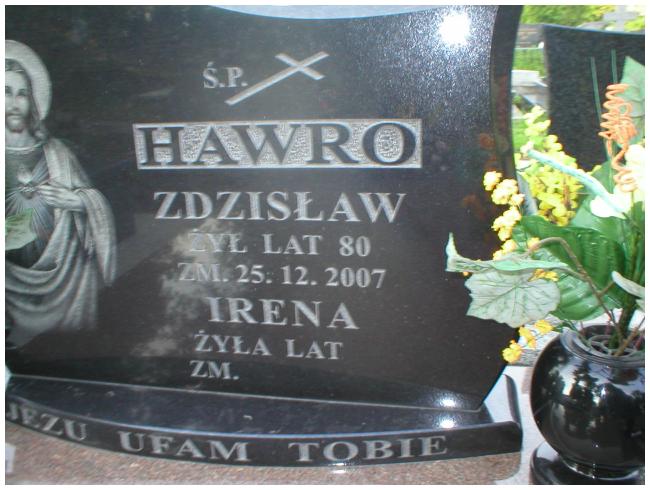 Ś.P.
HAWRO
ZDZISŁAW
ŻYŁ LAT 80
ZM. 25. 12. 2007
IRENA
ŻYŁA LAT
ZM.
JEZU UFAM TOBIE